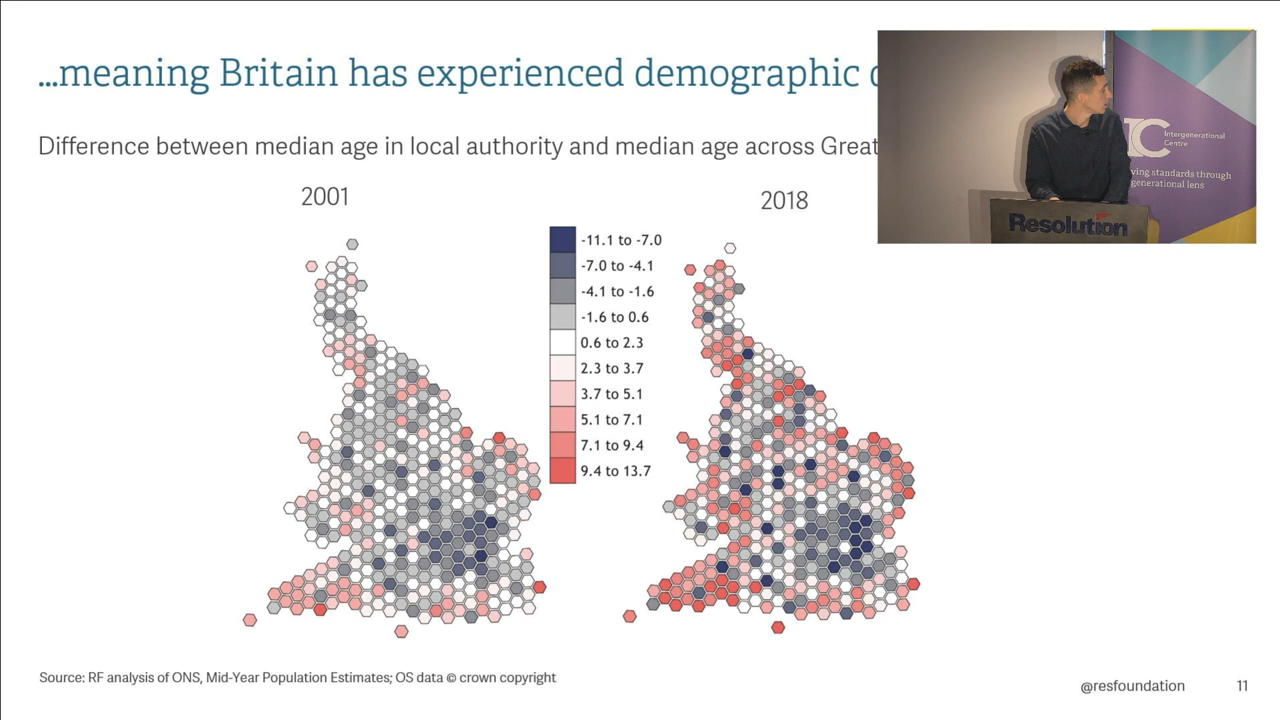 ...meaning Britain has experienced demographic
Difference between median age in local authority and median age across Great
2001
2018
-11.1 to -7.0
-7.0 to -4.1
-4.1 to -1.6
-1.6 to 0.6
0.6 to 2.3
2.3 to 3.7
3.7 to 5.1
5.1 to 7.1
7.1 to 9.4
9.4 to 13.7
IC
Intergenerational
Centre
ving standards through
generational lens
Resolution
Source: RF analysis of ONS, Mid-Year Population Estimates; OS data © crown copyright
@resfoundation
11